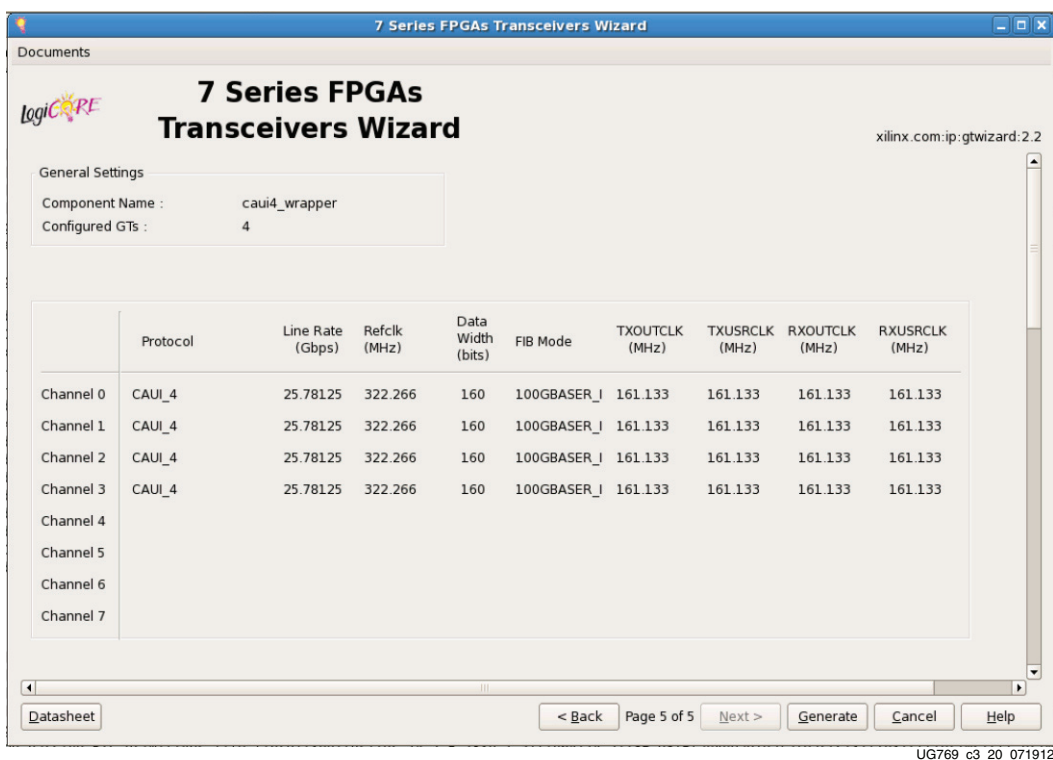 7 Series FPGAs Transceivers Wizard
Documents
LogiCORE
7 Series FPGAs
Transceivers Wizard
xilinx.com:ip:gtwizard:2.2
General Settings
Component Name : caui4_wrapper
Configured GTs : 4
Protocol Line Rate (Gbps) Refclk (MHz) Data Width (bits) FIB Mode TXOUTCLK (MHz) TXUSRCLK (MHz) RXOUTCLK (MHz) RXUSRCLK (MHz)
Channel 0 CAUI_4 25.78125 322.266 160 100GBASER_I 161.133 161.133 161.133 161.133
Channel 1 CAUI_4 25.78125 322.266 160 100GBASER_I 161.133 161.133 161.133 161.133
Channel 2 CAUI_4 25.78125 322.266 160 100GBASER_I 161.133 161.133 161.133 161.133
Channel 3 CAUI_4 25.78125 322.266 160 100GBASER_I 161.133 161.133 161.133 161.133
Channel 4
Channel 5
Channel 6
Channel 7
Datasheet < Back Page 5 of 5 Next > Generate Cancel Help
UG769_c3_20_071912